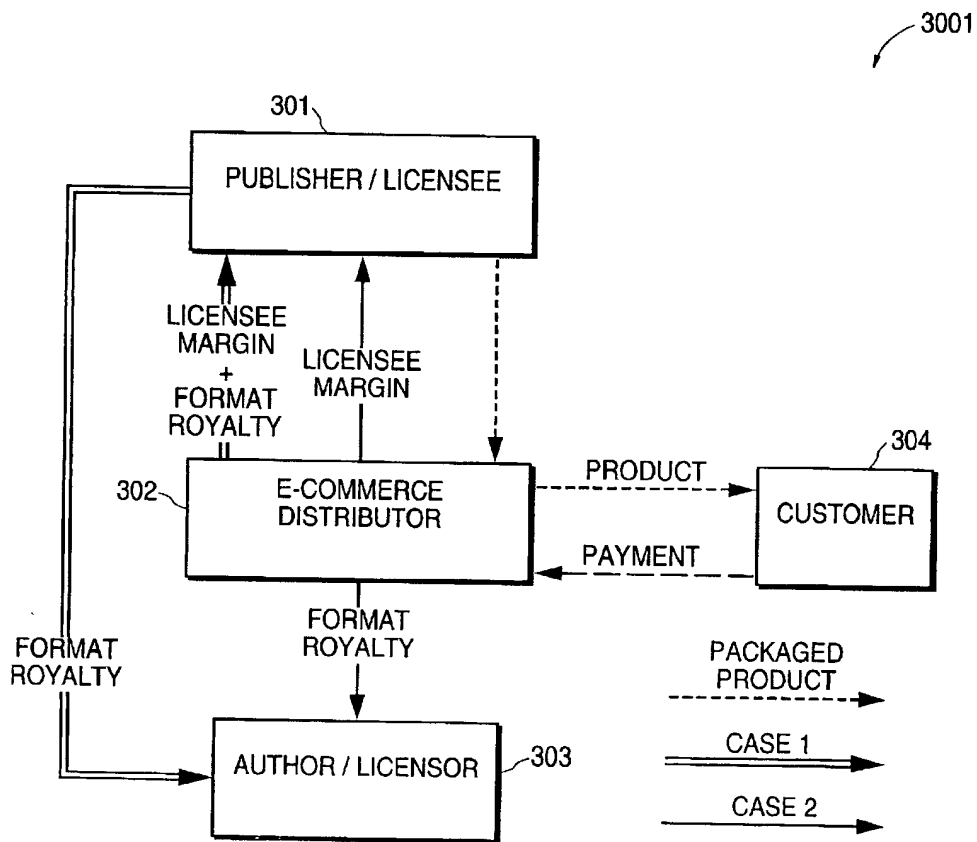 3001
301
PUBLISHER / LICENSEE
LICENSEE
MARGIN
+
FORMAT
ROYALTY
LICENSEE
MARGIN
302
E-COMMERCE
DISTRIBUTOR
PRODUCT
PAYMENT
304
CUSTOMER
FORMAT
ROYALTY
FORMAT
ROYALTY
AUTHOR / LICENSOR
303
PACKAGED
PRODUCT
CASE 1
CASE 2